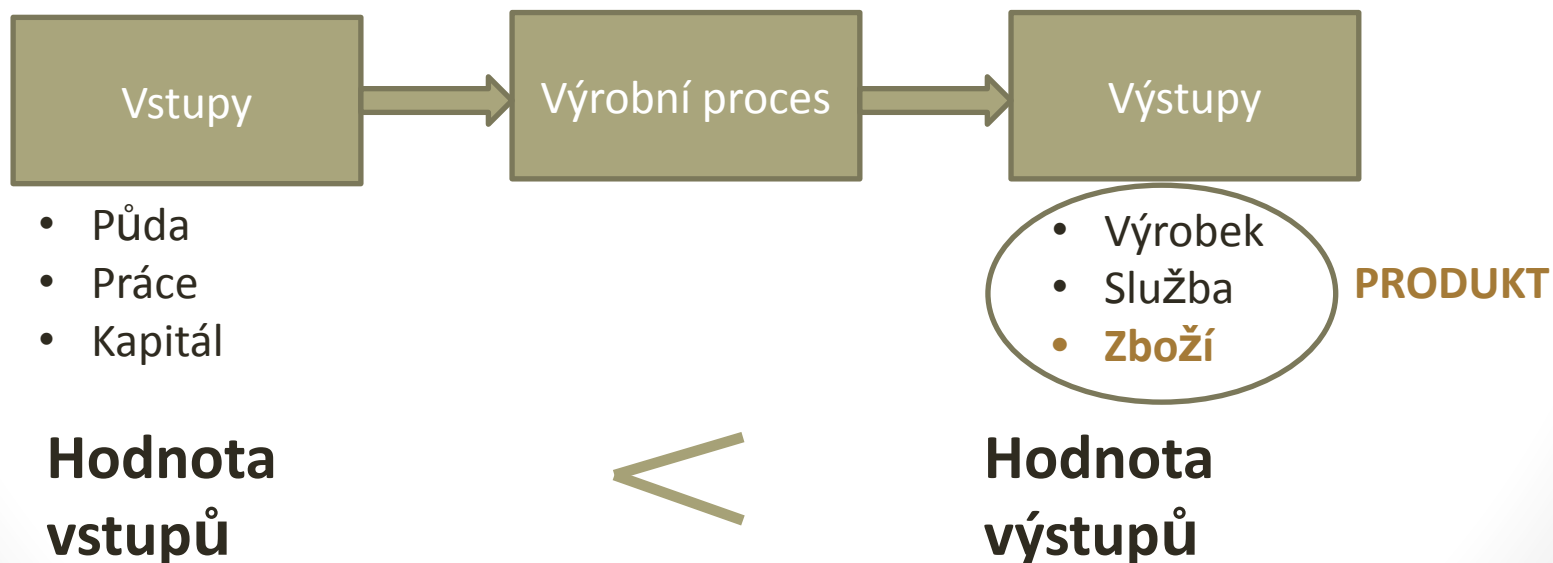 Vstupy
Výrobní proces
Výstupy
• Půda
• Práce
• Kapitál
• Výrobek
• Služba
• Zboží
PRODUKT
Hodnota
vstupů
<
Hodnota
výstupů